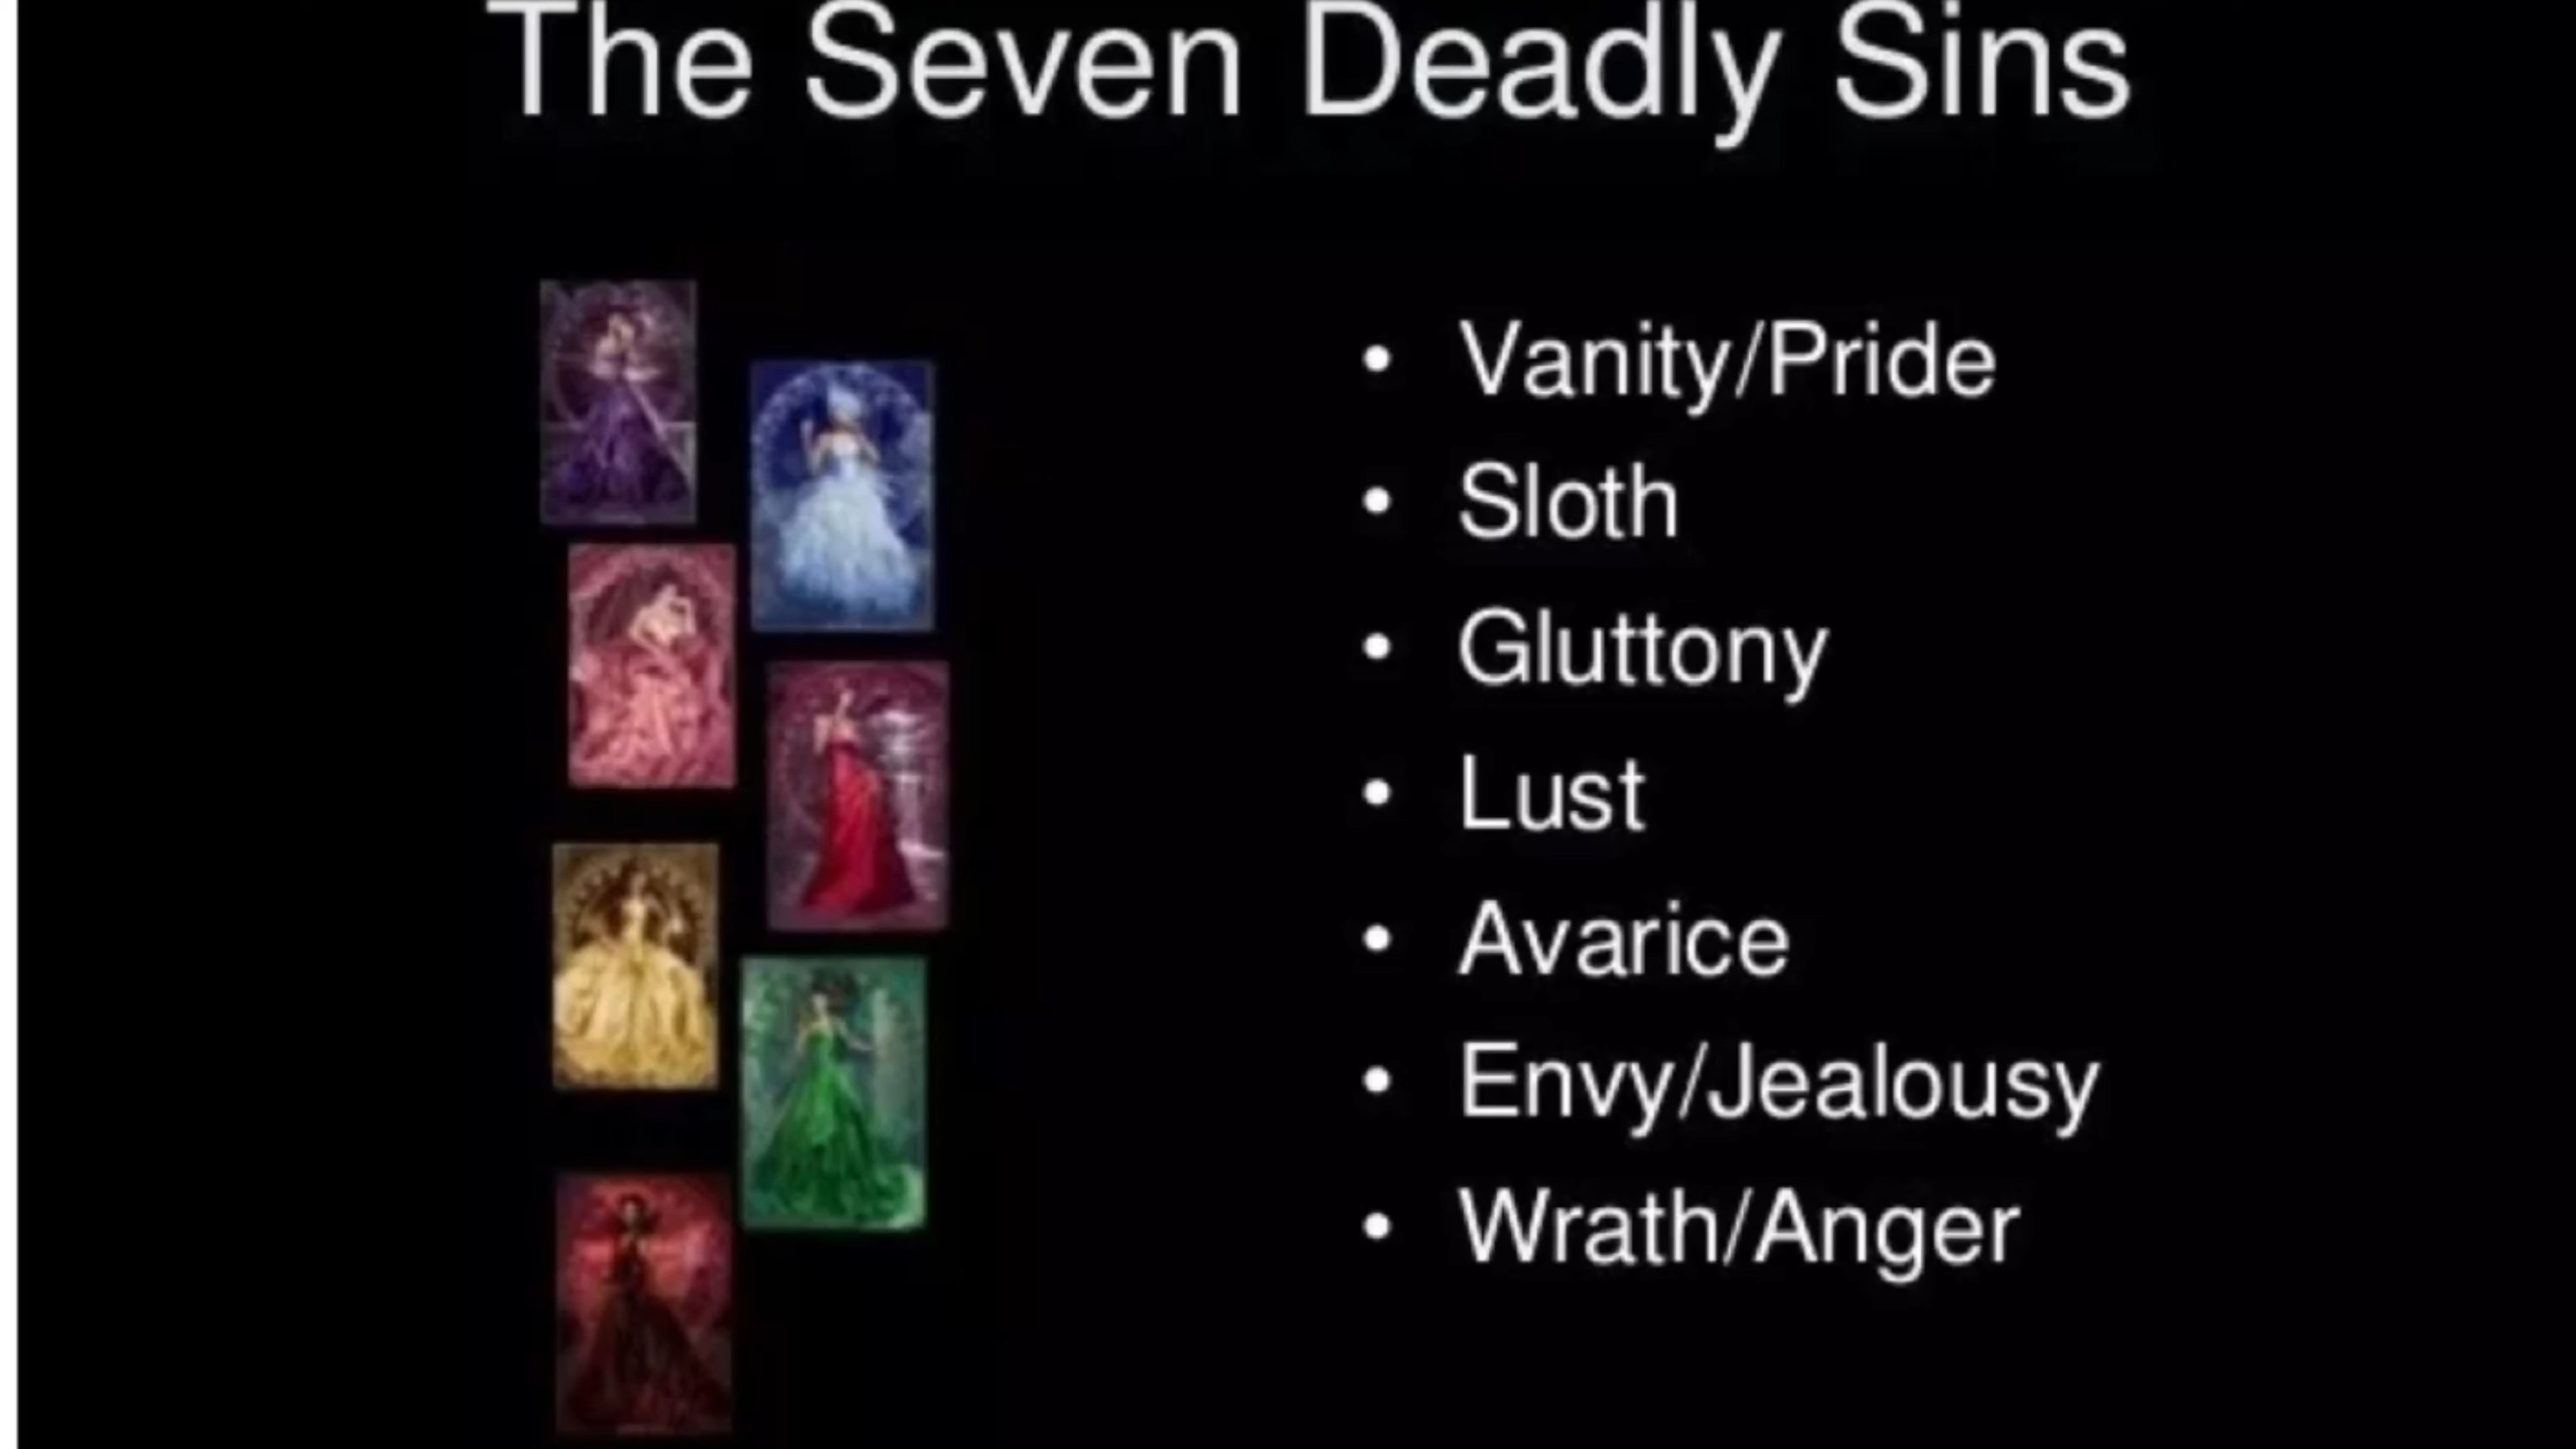 The Seven Deadly Sins
• Vanity/Pride
• Sloth
• Gluttony
• Lust
• Avarice
• Envy/Jealousy
• Wrath/Anger